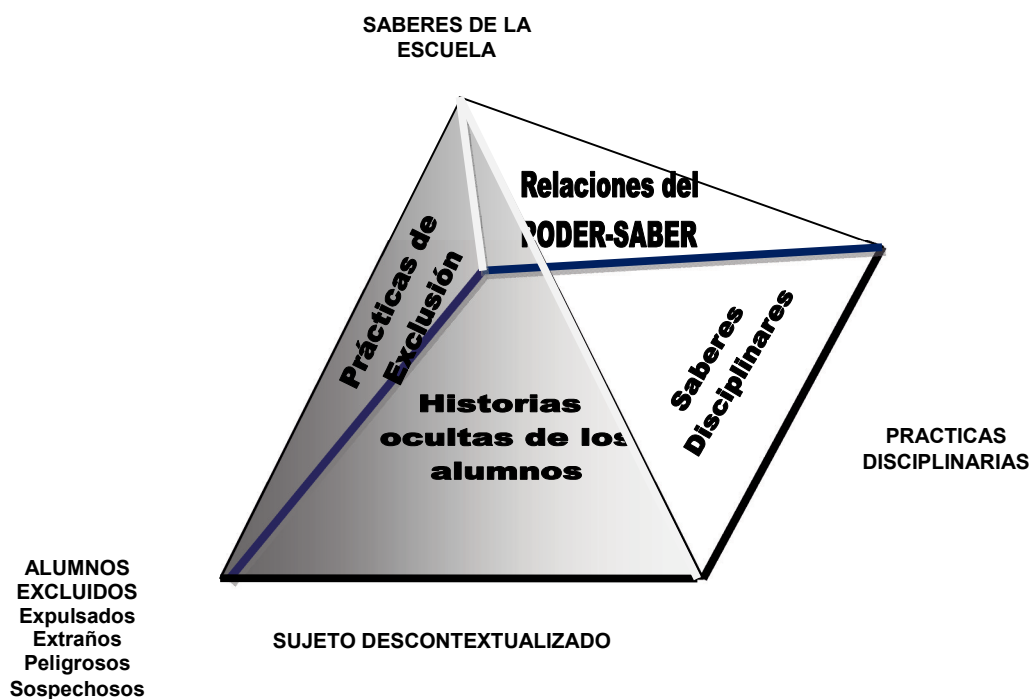 SABERES DE LA
ESCUELA
Relaciones del
PODER-SABER
Prácticas de
Exclusión
Historias
ocultas de los
alumnos
Saberes
Disciplinares
PRACTICAS
DISCIPLINARIAS
ALUMNOS
EXCLUIDOS
Expulsados
Extraños
Peligrosos
Sospechosos
SUJETO DESCONTEXTUALIZADO